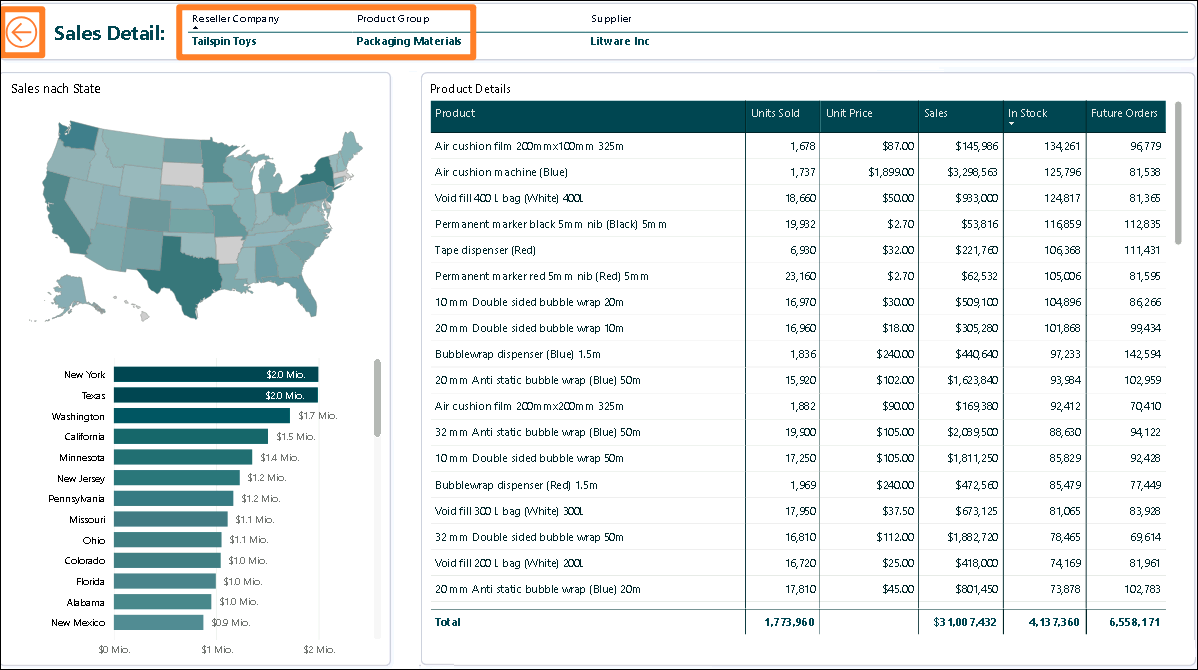 Sales Detail:
Reseller Company Product Group Supplier
Tailspin Toys Packaging Materials Litware Inc
Sales nach State
New York $2.0 Mio.
Texas $2.0 Mio.
Washington $1.7 Mio.
California $1.5 Mio.
Minnesota $1.4 Mio.
New Jersey $1.2 Mio.
Pennsylvania $1.2 Mio.
Missouri $1.1 Mio.
Ohio $1.1 Mio.
Colorado $1.0 Mio.
Florida $1.0 Mio.
Alabama $1.0 Mio.
New Mexico $0.9 Mio.
$0 Mio. $1 Mio. $2 Mio.
Product Details
Product Units Sold Unit Price Sales In Stock Future Orders
Air cushion film 200mmx100mm 325m 1,678 $87.00 $145,986 134,261 96,779
Air cushion machine (Blue) 1,737 $1,899.00 $3,298,563 125,796 81,538
Void fill 400 L bag (White) 400L 18,660 $50.00 $933,000 124,817 81,365
Permanent marker black 5mm nib (Black) 5mm 19,932 $2.70 $53,816 116,859 112,835
Tape dispenser (Red) 6,930 $32.00 $221,760 106,368 111,431
Permanent marker red 5mm nib (Red) 5mm 23,160 $2.70 $62,532 105,006 81,595
10 mm Double sided bubble wrap 20m 16,970 $30.00 $509,100 104,896 86,266
20 mm Double sided bubble wrap 10m 16,960 $18.00 $305,280 101,868 99,434
Bubblewrap dispenser (Blue) 1.5m 1,836 $240.00 $440,640 97,233 142,594
20 mm Anti static bubble wrap (Blue) 50m 15,920 $102.00 $1,623,840 93,984 102,959
Air cushion film 200mmx200mm 325m 1,882 $90.00 $169,380 92,412 70,410
32 mm Anti static bubble wrap (Blue) 50m 19,900 $105.00 $2,089,500 88,630 94,122
10 mm Double sided bubble wrap 50m 17,250 $105.00 $1,811,250 85,829 92,428
Bubblewrap dispenser (Red) 1.5m 1,969 $240.00 $472,560 85,479 77,449
Void fill 300 L bag (White) 300L 17,950 $37.50 $673,125 81,065 83,928
32 mm Double sided bubble wrap 50m 16,810 $112.00 $1,882,720 78,465 69,614
Void fill 200 L bag (White) 200L 16,720 $25.00 $418,000 74,169 81,961
20 mm Anti static bubble wrap (Blue) 20m 17,810 $45.00 $801,450 73,878 102,783
Total 1,773,960 $31,007,432 4,137,360 6,558,171